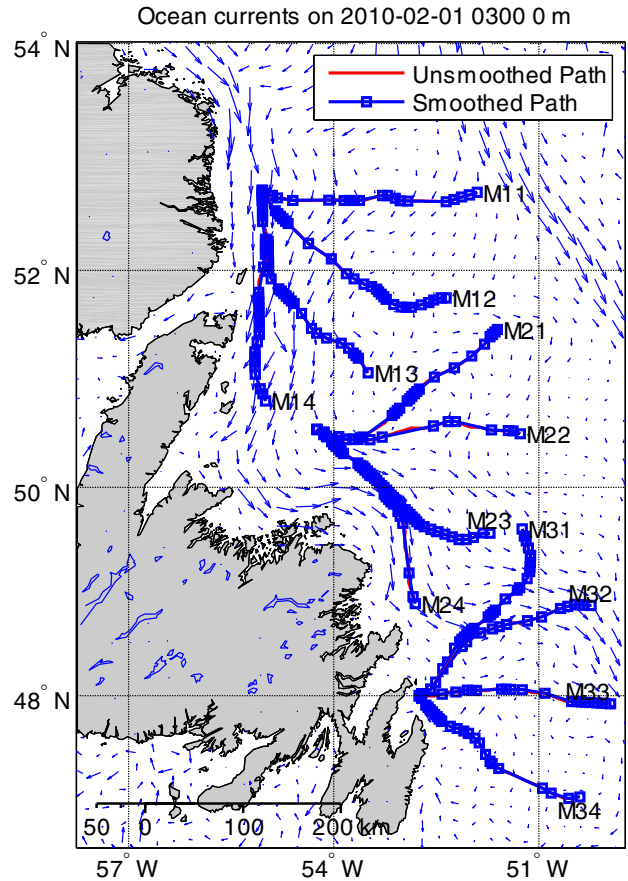 Ocean currents on 2010-02-01 0300 0 m
54° N
Unsmoothed Path
Smoothed Path
M11
52° N
M12
M21
M13
M14
M22
50° N
M23
M31
M24
M32
48° N
M33
M34
50 0 100 200 km
57° W 54° W 51° W